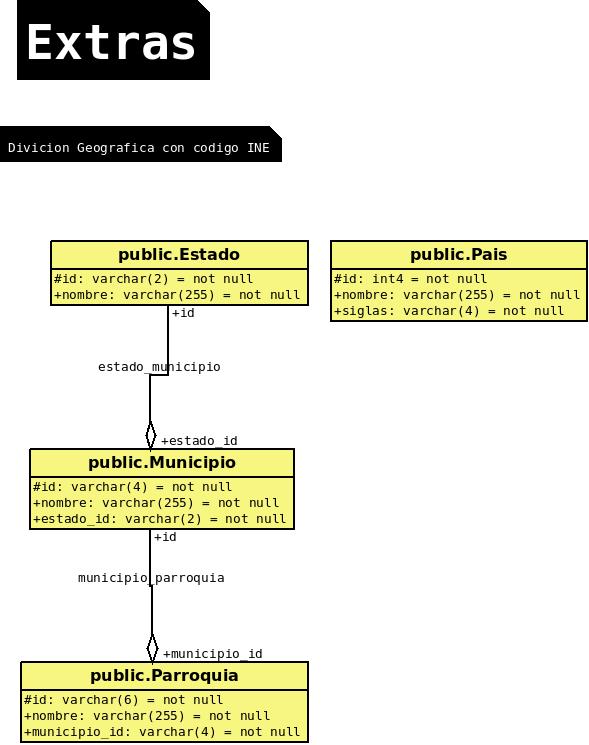 Extras
Divicion Geografica con codigo INE
public.Estado
#id: varchar(2) = not null
+nombre: varchar(255) = not null
public.Pais
#id: int4 = not null
+nombre: varchar(255) = not null
+siglas: varchar(4) = not null
+id
estado_municipio
+estado_id
public.Municipio
#id: varchar(4) = not null
+nombre: varchar(255) = not null
+estado_id: varchar(2) = not null
+id
municipio_parroquia
+municipio_id
public.Parroquia
#id: varchar(6) = not null
+nombre: varchar(255) = not null
+municipio_id: varchar(4) = not null